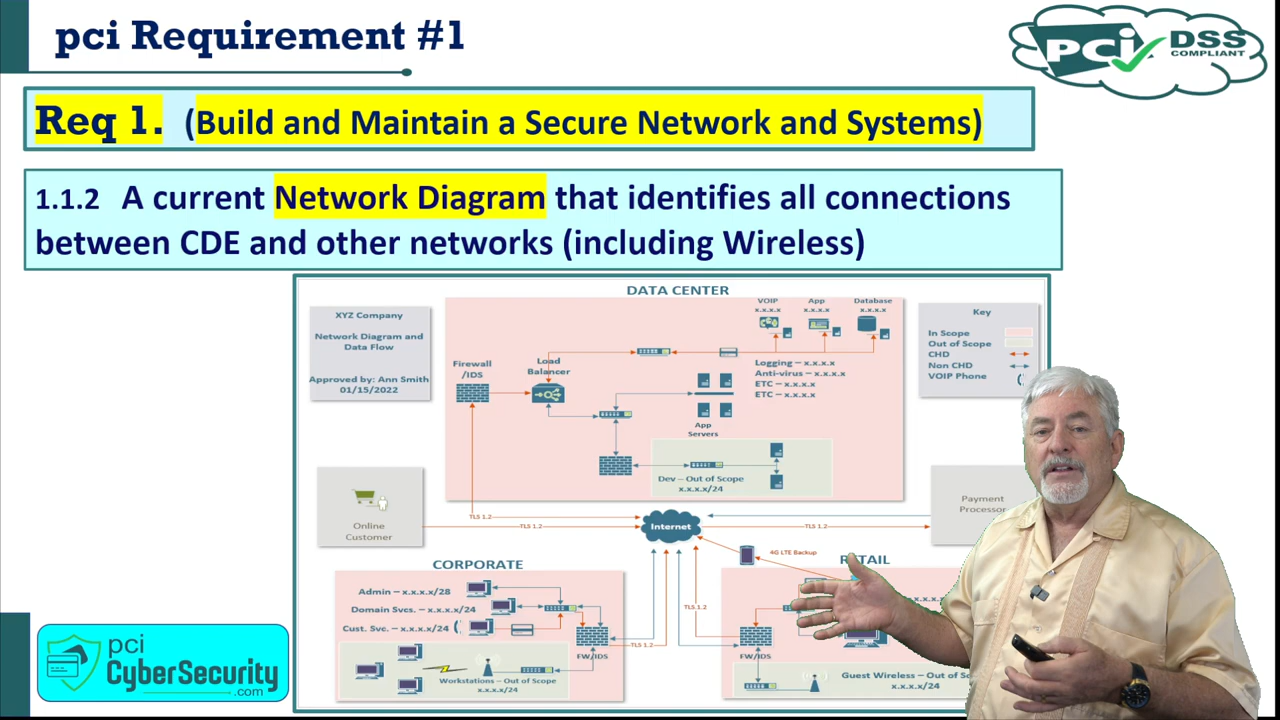 pci Requirement #1
PCi DSS
COMPLIANT
Req 1. (Build and Maintain a Secure Network and Systems)
1.1.2 A current Network Diagram that identifies all connections
between CDE and other networks (including Wireless)
DATA CENTER
XYZ Company
Network Diagram and
Data Flow
Approved by: Ann Smith
01/15/2022
Firewall
/IDS
Load
Balancer
VOIP
x.x.x.x
App
x.x.x.x
Database
x.x.x.x
Logging – x.x.x.x
Anti-virus – x.x.x.x
ETC – x.x.x.x
ETC – x.x.x.x
App
Servers
Dev – Out of Scope
x.x.x.x/24
Key
In Scope
Out of Scope
CHD
Non CHD
VOIP Phone
Online
Customer
TLS 1.2
TLS 1.2
Internet
TLS 1.2
Payment
Processor
4G LTE Backup
CORPORATE
Admin – x.x.x.x/28
Domain Svcs. – x.x.x.x/24
Cust. Svc. – x.x.x.x/24
FW/IDS
TLS 1.2
Workstations – Out of Scope
x.x.x.x/24
TLS 1.2
FW/IDS
Guest Wireless – Out of
x.x.x.x/24
pci
CyberSecurity
.com